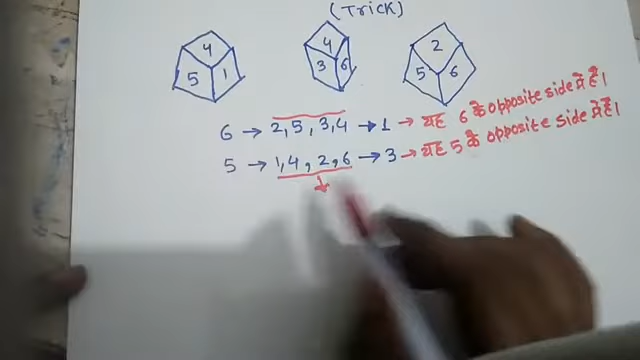 (Trick)
4 5 1
4 3 6
2 5 6
6 → 2,5,3,4 → 1 → यह 6 के opposite side में है।
5 → 1,4,2,6 → 3 → यह 5 के opposite side में है।